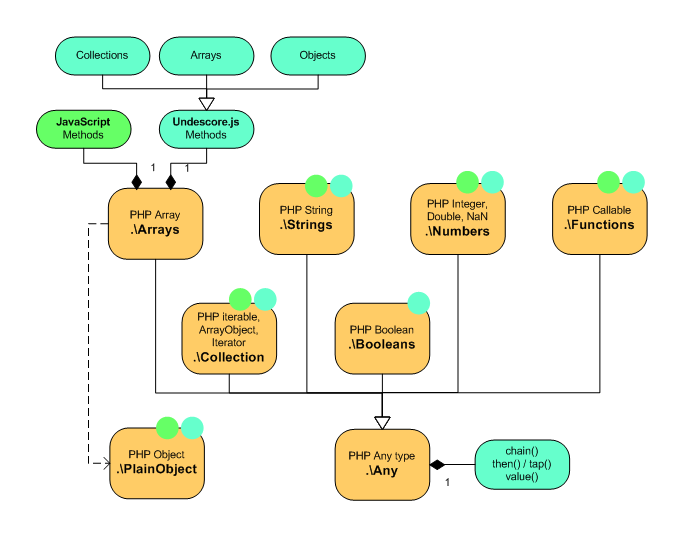 Collections
Arrays
Objects
JavaScript
Methods
Undescore.js
Methods
1
1
PHP Array
.\Arrays
PHP String
.\Strings
PHP Integer,
Double, NaN
.\Numbers
PHP Callable
.\Functions
PHP iterable,
ArrayObject,
Iterator
.\Collection
PHP Boolean
.\Booleans
PHP Object
.\PlainObject
PHP Any type
.\Any
1
chain()
then() / tap()
value()